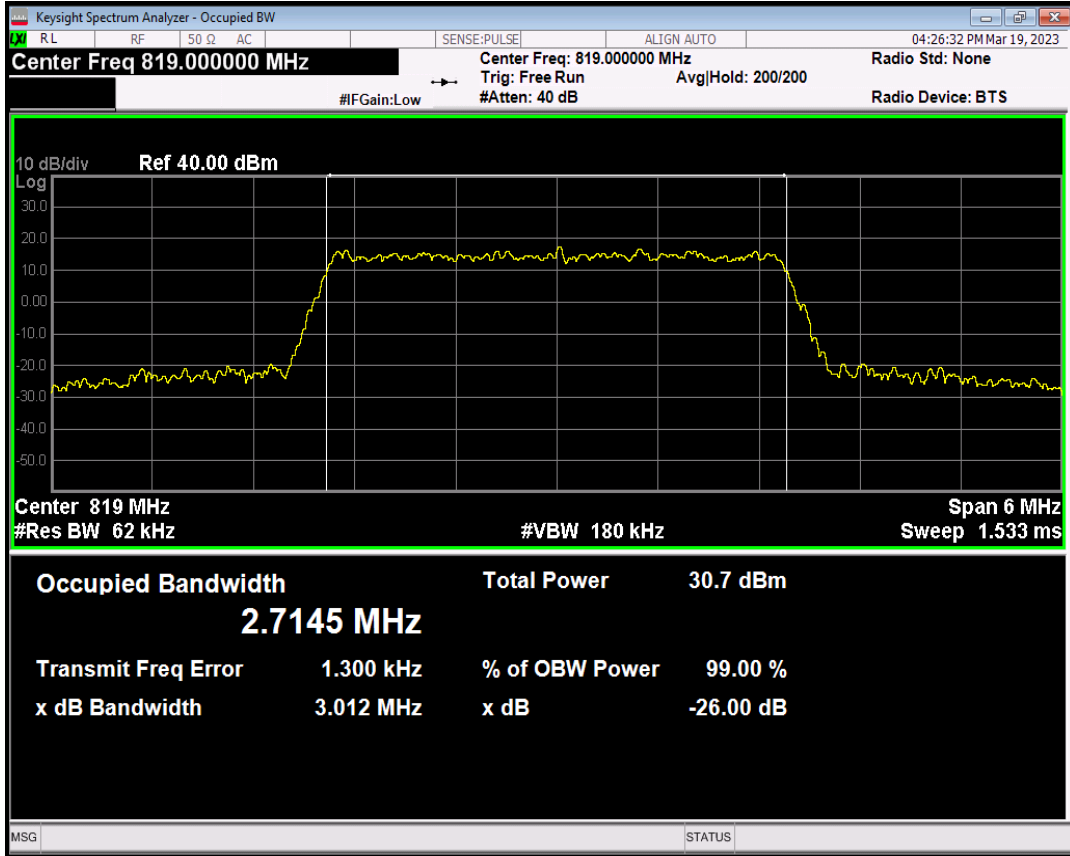 Keysight Spectrum Analyzer - Occupied BW
LXI RL RF 50 Ω AC SENSE:PULSE ALIGN AUTO 04:26:32 PM Mar 19, 2023
Center Freq 819.000000 MHz Center Freq: 819.000000 MHz Radio Std: None
Trig: Free Run Avg|Hold: 200/200
#IFGain:Low #Atten: 40 dB Radio Device: BTS
10 dB/div Ref 40.00 dBm
Log
30.0
20.0
10.0
0.00
-10.0
-20.0
-30.0
-40.0
-50.0
Center 819 MHz Span 6 MHz
#Res BW 62 kHz #VBW 180 kHz Sweep 1.533 ms
Occupied Bandwidth Total Power 30.7 dBm
2.7145 MHz
Transmit Freq Error 1.300 kHz % of OBW Power 99.00 %
x dB Bandwidth 3.012 MHz x dB -26.00 dB
MSG STATUS